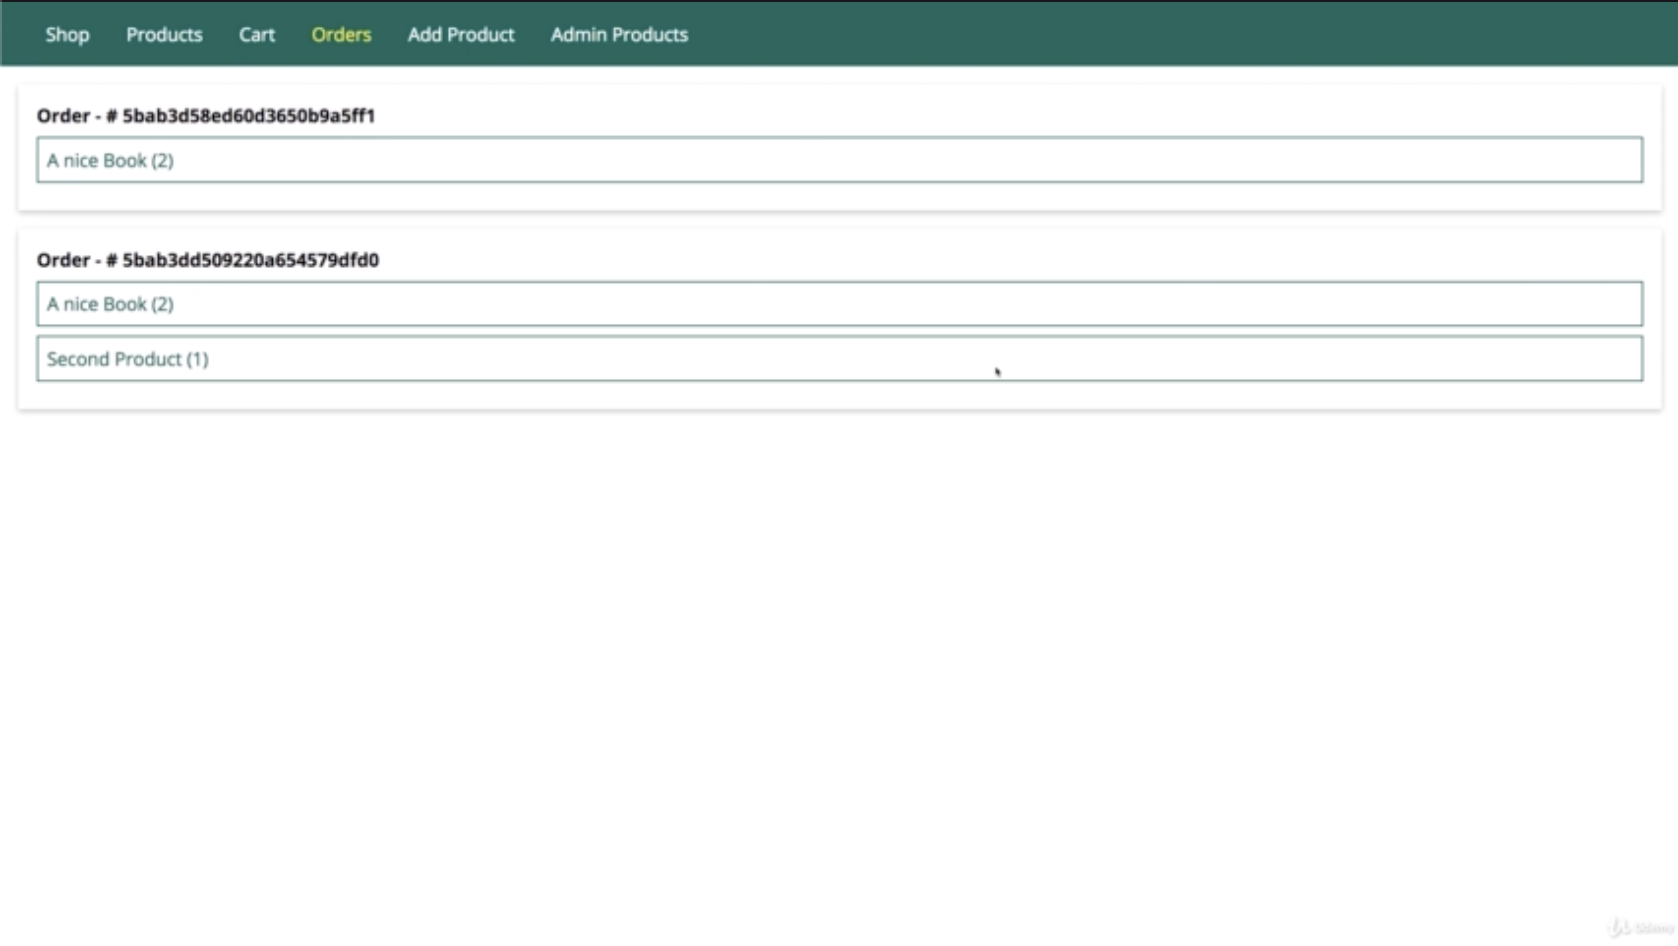 Shop Products Cart Orders Add Product Admin Products
Order - # 5bab3d58ed60d3650b9a5ff1
A nice Book (2)
Order - # 5bab3dd509220a654579dfd0
A nice Book (2)
Second Product (1)
Udemy